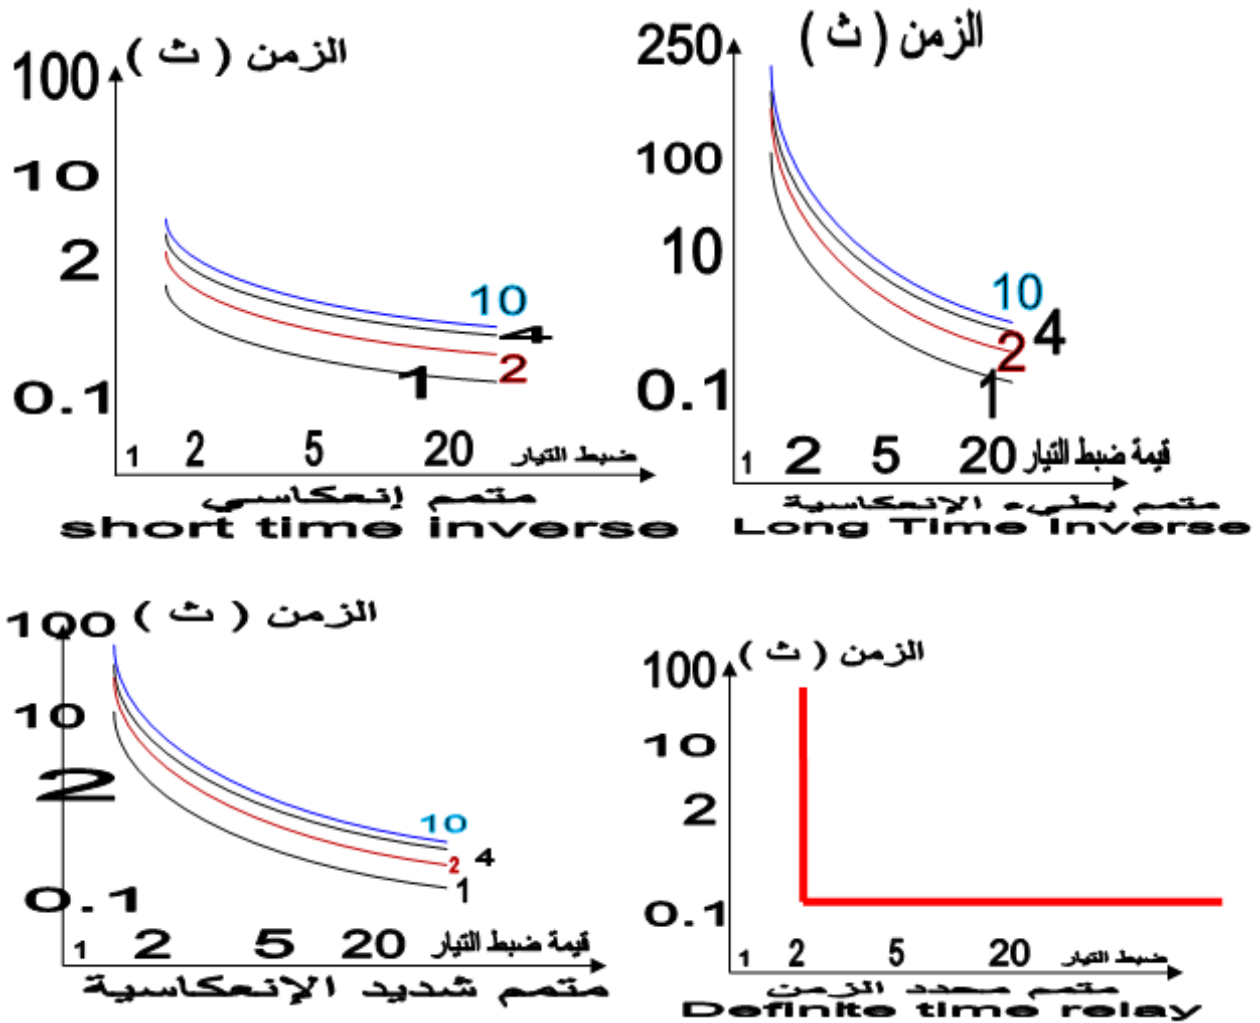 الزمن ( ث )
100
10
2
0.1
10
4
2
1
1 2 5 20 ضبط التيار
متمم إنعكاسي
short time inverse
الزمن ( ث )
250
100
10
0.1
10
4
2
1
1 2 5 20 قيمة ضبط التيار
متمم بطيء الإنعكاسية
Long Time Inverse
الزمن ( ث )
100
10
2
0.1
10
4
2
1
1 2 5 20 قيمة ضبط التيار
متمم شديد الإنعكاسية
الزمن ( ث )
100
10
2
0.1
1 2 5 20 ضبط التيار
متمم محدد الزمن
Definite time relay